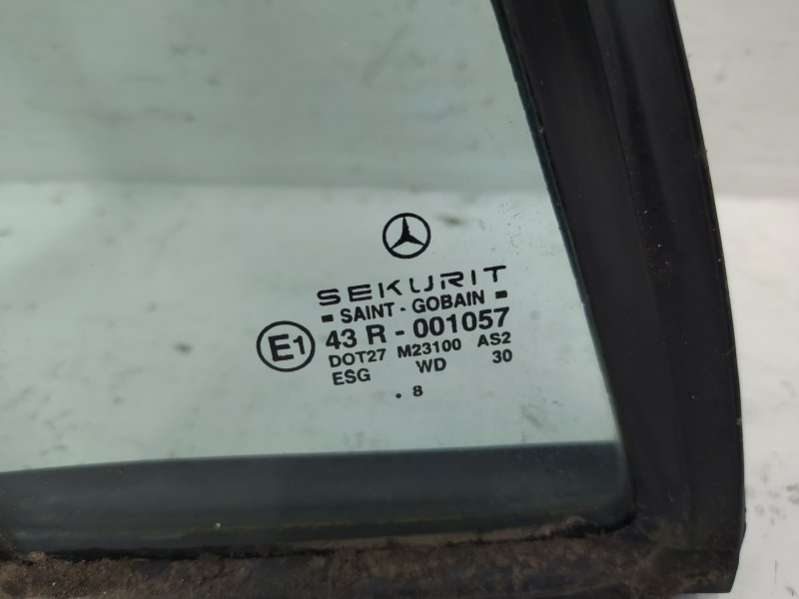 SEKURIT
SAINT - GOBAIN
E1 43 R - 001057
DOT27 M23100 AS2
ESG WD 30
. 8